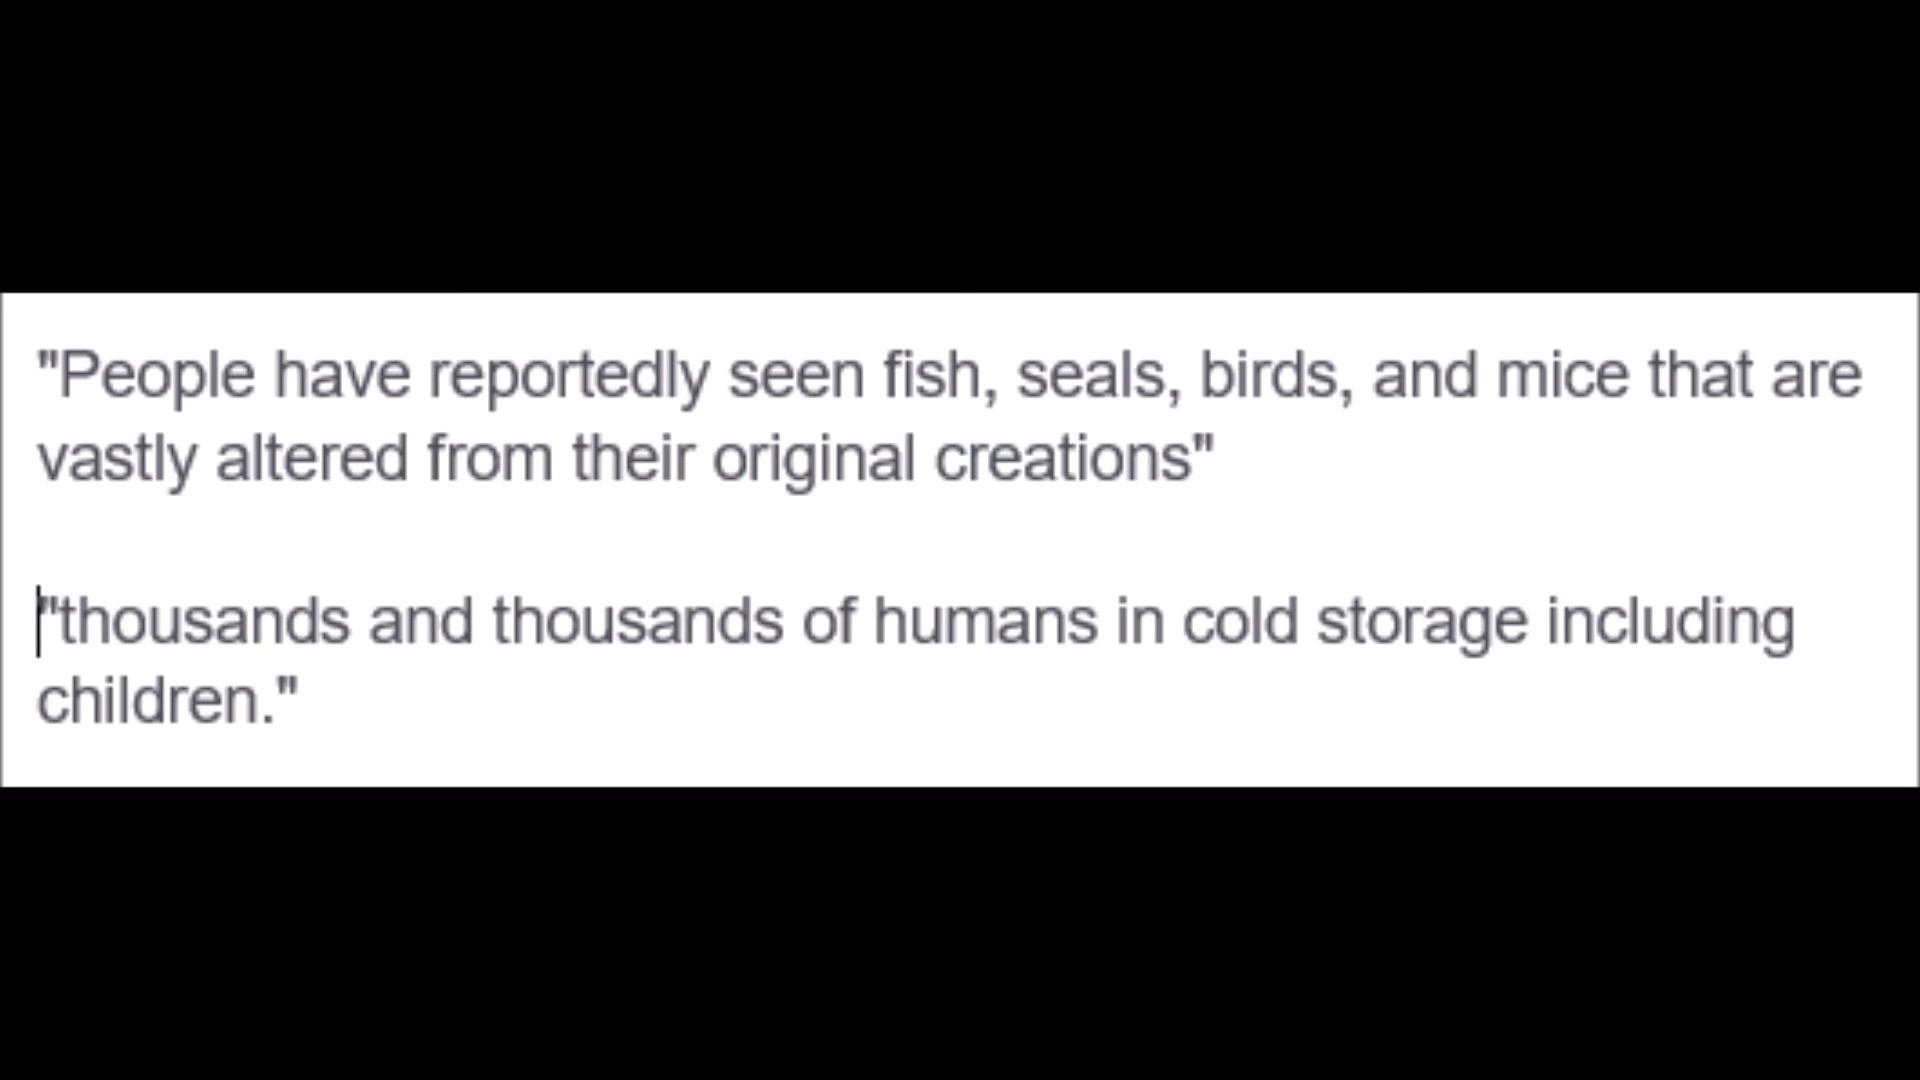 "People have reportedly seen fish, seals, birds, and mice that are
vastly altered from their original creations"
"thousands and thousands of humans in cold storage including
children."